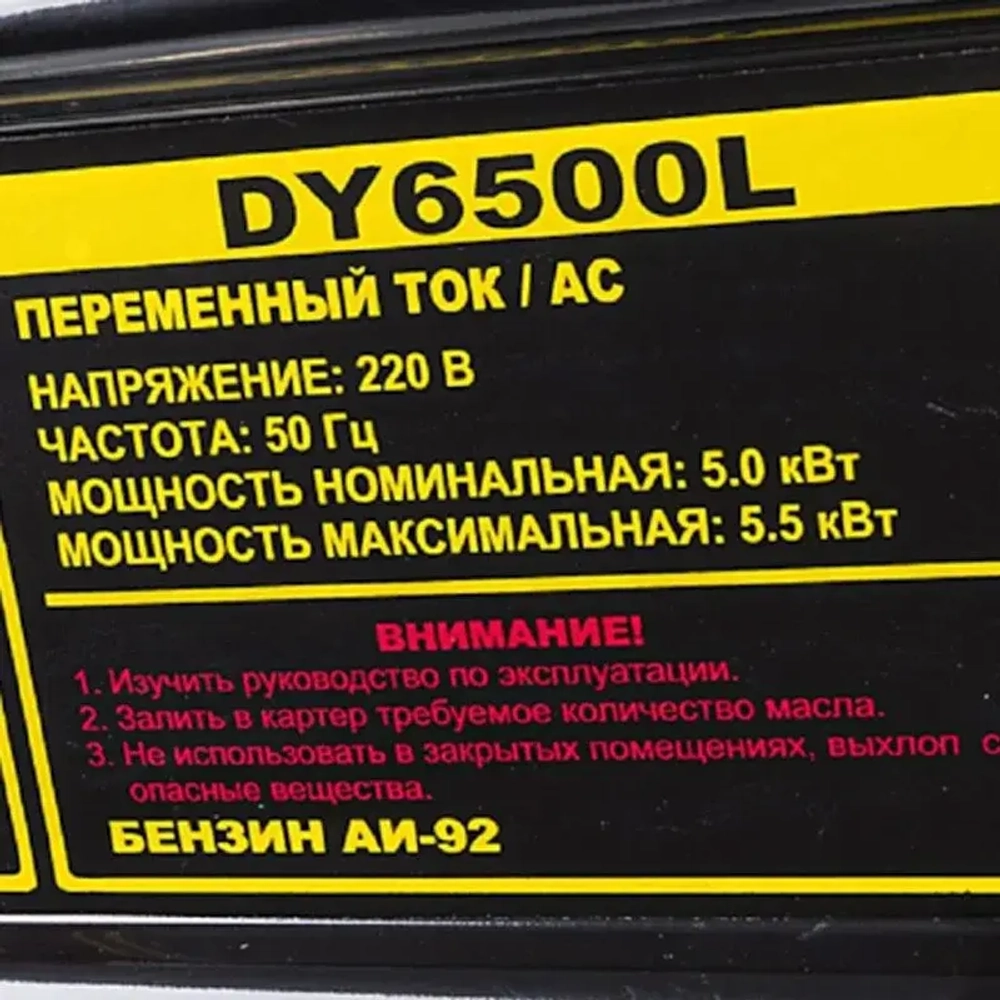 DY6500L
ПЕРЕМЕННЫЙ ТОК / AC
НАПРЯЖЕНИЕ: 220 В
ЧАСТОТА: 50 Гц
МОЩНОСТЬ НОМИНАЛЬНАЯ: 5.0 кВт
МОЩНОСТЬ МАКСИМАЛЬНАЯ: 5.5 кВт
ВНИМАНИЕ!
1. Изучить руководство по эксплуатации.
2. Залить в картер требуемое количество масла.
3. Не использовать в закрытых помещениях, выхлоп
опасные вещества.
БЕНЗИН АИ-92